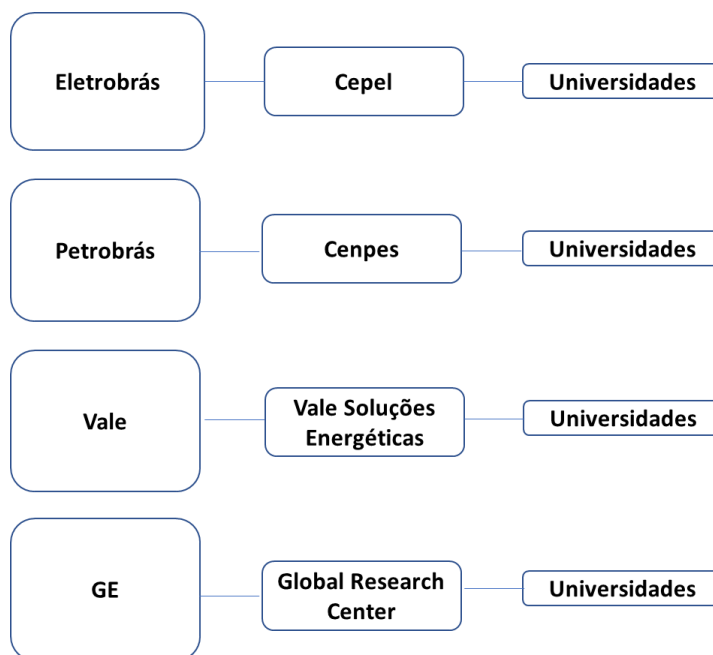 Eletrobrás
Cepel
Universidades
Petrobrás
Cenpes
Universidades
Vale
Vale Soluções
Energéticas
Universidades
GE
Global Research
Center
Universidades